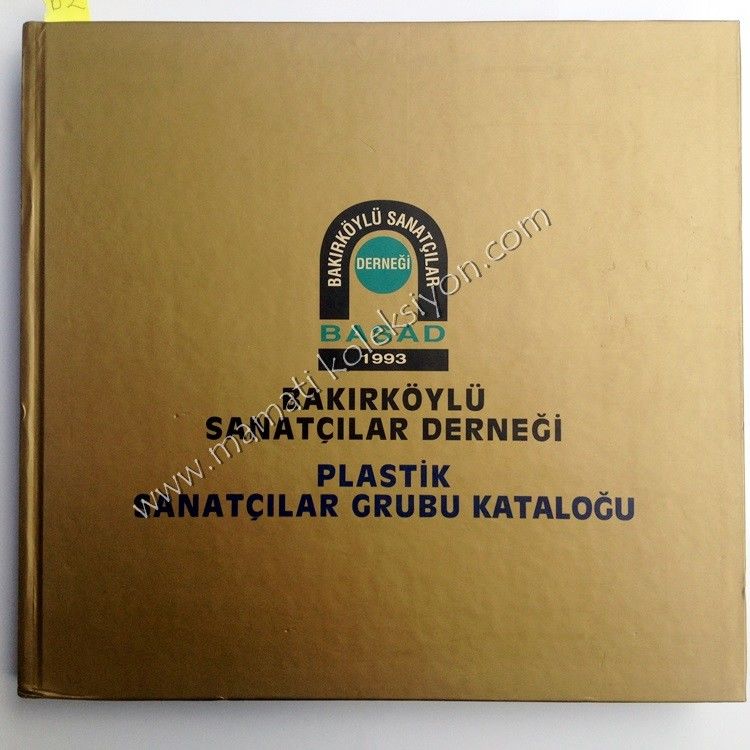 BAKIRKÖYLÜ SANATÇILAR
DERNEĞİ
BASAD
1993
BAKIRKÖYLÜ
SANATÇILAR DERNEĞİ
PLASTİK
SANATÇILAR GRUBU KATALOĞU
www.mamatikoleksiyon.com